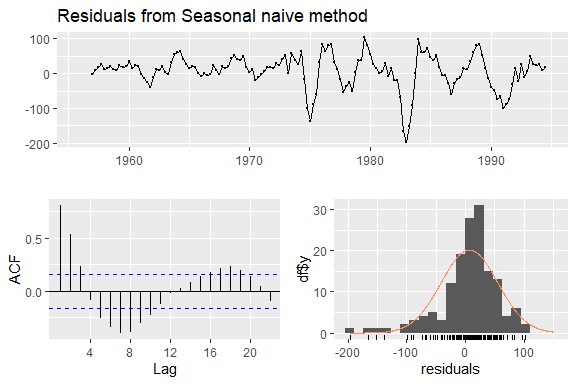 Residuals from Seasonal naive method
100
0
-100
-200
1960 1970 1980 1990
ACF
0.5
0.0
4 8 12 16 20
Lag
df$y
30
20
10
0
-200 -100 0 100
residuals